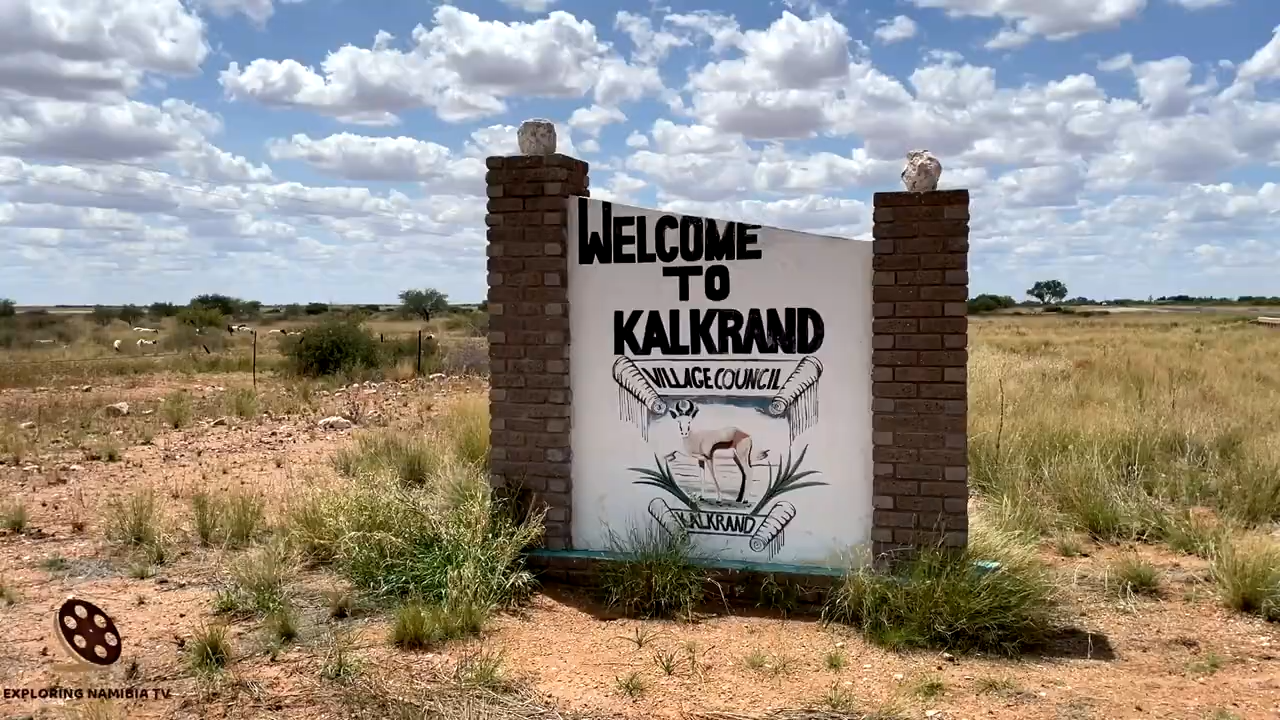 WELCOME
TO
KALKRAND
VILLAGE COUNCIL
KALKRAND
EXPLORING NAMIBIA TV